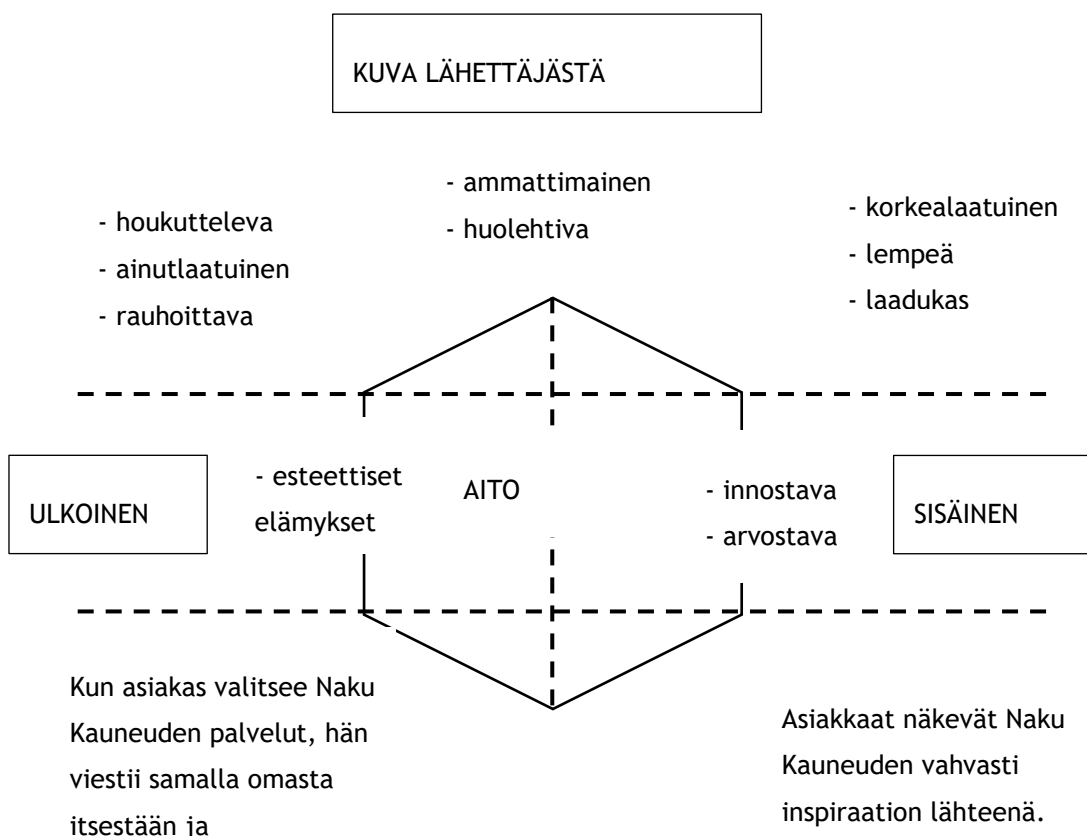 KUVA LÄHETTÄJÄSTÄ
- houkutteleva
- ainutlaatuinen
- rauhoittava
- ammattimainen
- huolehtiva
- korkealaatuinen
- lempeä
- laadukas
ULKOINEN
- esteettiset
elämykset
AITO
- innostava
- arvostava
SISÄINEN
Kun asiakas valitsee Naku
Kauneuden palvelut, hän
viestii samalla omasta
itsestään ja
Asiakkaat näkevät Naku
Kauneuden vahvasti
inspiraation lähteenä.